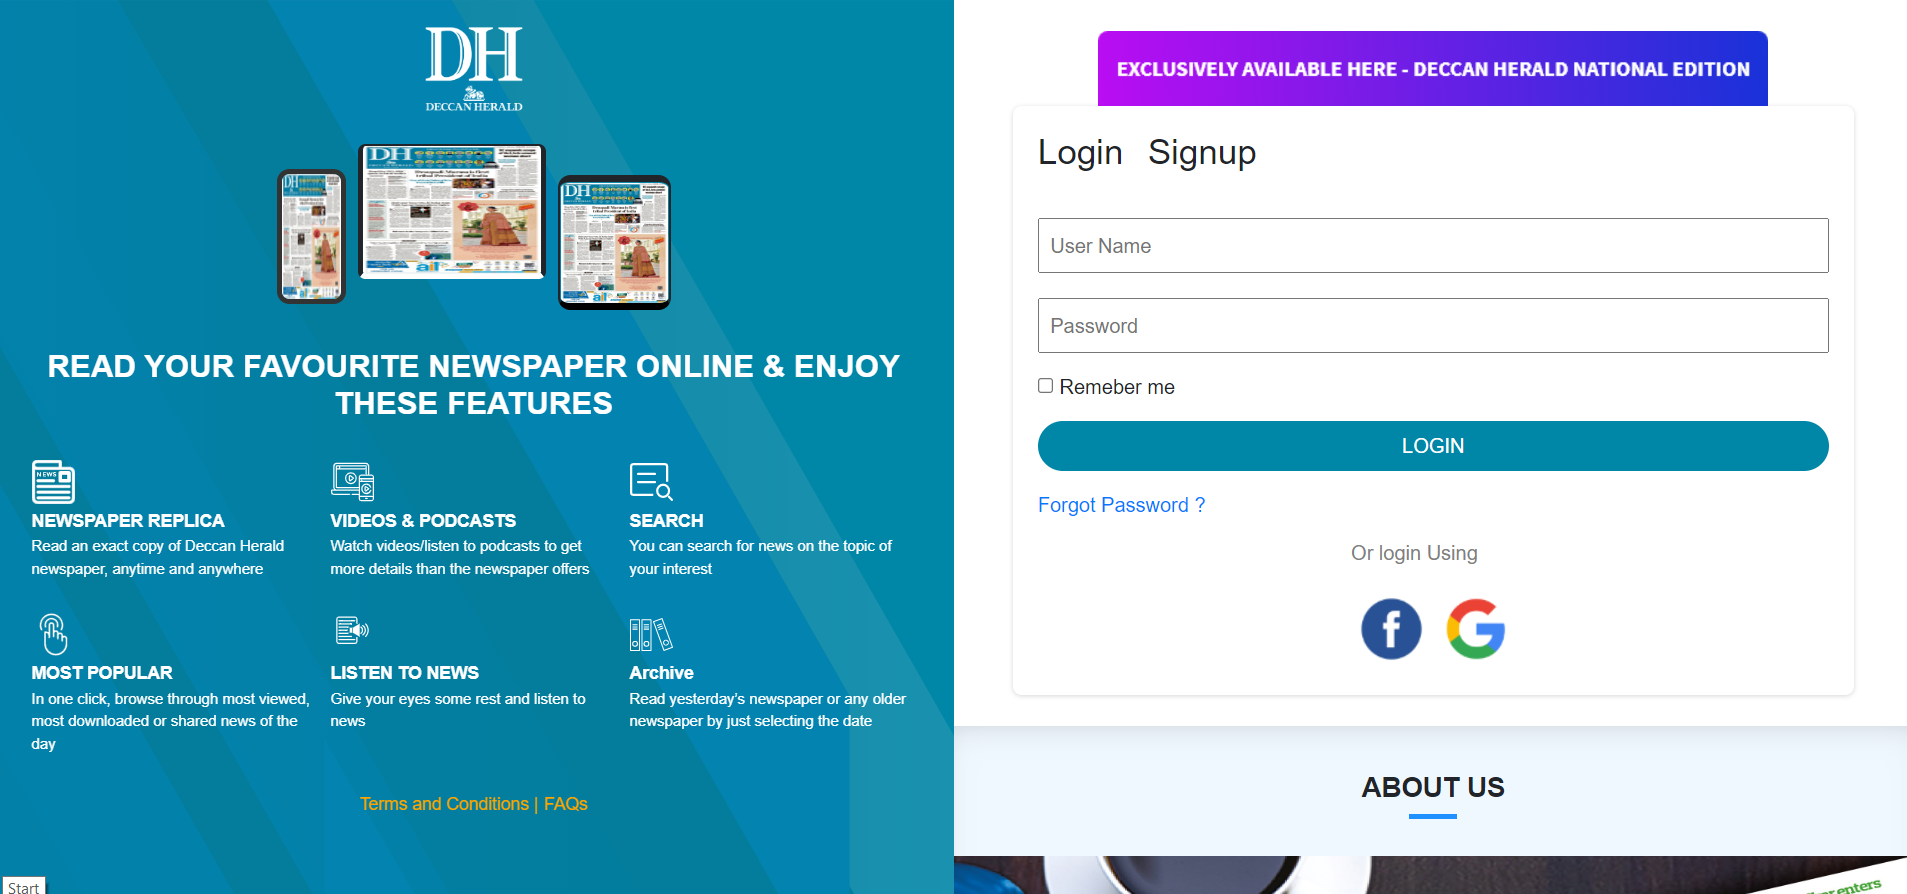 DH
DECCAN HERALD
READ YOUR FAVOURITE NEWSPAPER ONLINE & ENJOY
THESE FEATURES
NEWS
NEWSPAPER REPLICA
Read an exact copy of Deccan Herald
newspaper, anytime and anywhere
VIDEOS & PODCASTS
Watch videos/listen to podcasts to get
more details than the newspaper offers
SEARCH
You can search for news on the topic of
your interest
MOST POPULAR
In one click, browse through most viewed,
most downloaded or shared news of the
day
LISTEN TO NEWS
Give your eyes some rest and listen to
news
Archive
Read yesterday's newspaper or any older
newspaper by just selecting the date
Terms and Conditions | FAQs
Start
EXCLUSIVELY AVAILABLE HERE - DECCAN HERALD NATIONAL EDITION
Login Signup
User Name
Password
Remeber me
LOGIN
Forgot Password ?
Or login Using
ABOUT US